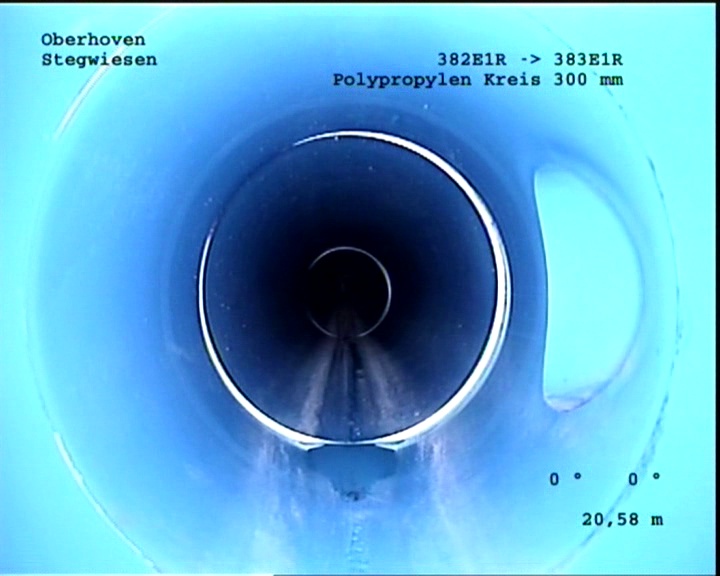 Oberhoven
Stegwiesen
382E1R -> 383E1R
Polypropylen Kreis 300 mm
0 ° 0 °
20,58 m